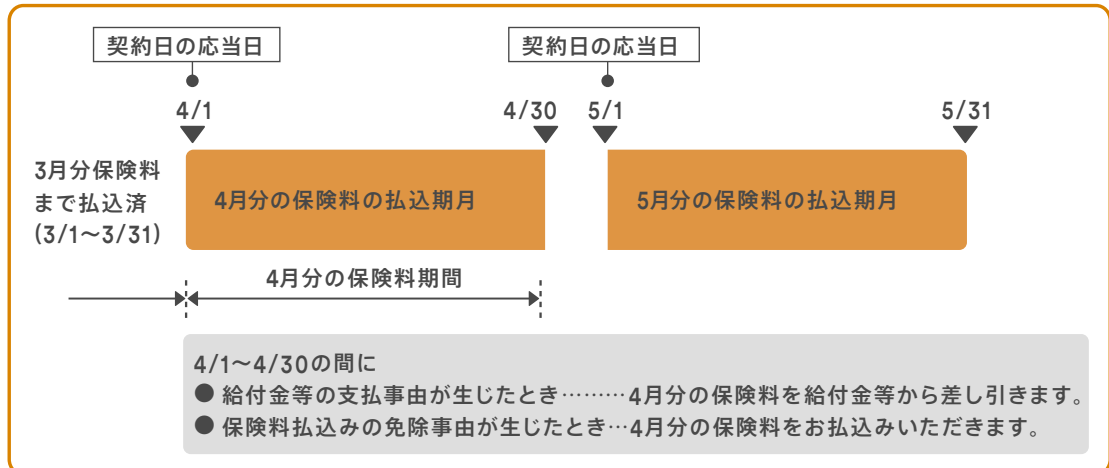 契約日の応当日
契約日の応当日
4/1
4/30
5/1
5/31
3月分保険料
まで払込済
(3/1〜3/31)
4月分の保険料の払込期月
5月分の保険料の払込期月
4月分の保険料期間
4/1〜4/30の間に
● 給付金等の支払事由が生じたとき………4月分の保険料を給付金等から差し引きます。
● 保険料払込みの免除事由が生じたとき…4月分の保険料をお払込みいただきます。